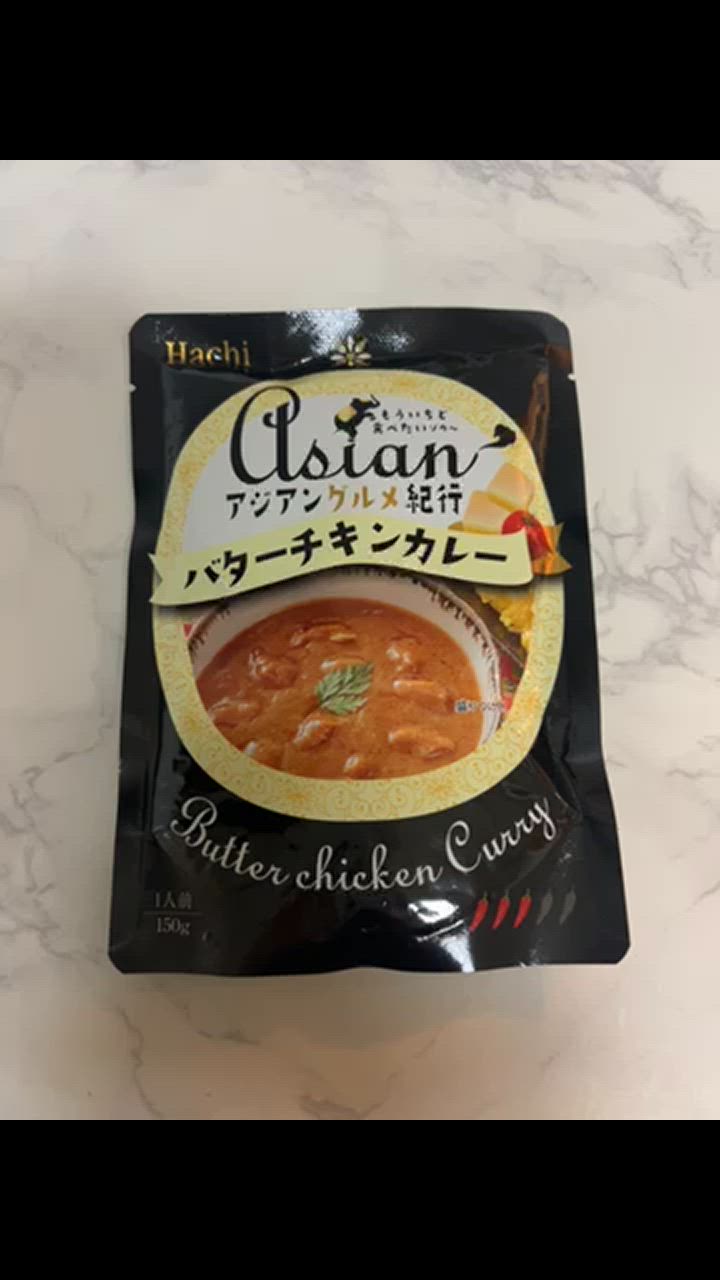 Hachi
もういちど
食べたいゾウ〜
Asian
アジアングルメ紀行
バターチキンカレー
Butter chicken Curry
1人前
150g